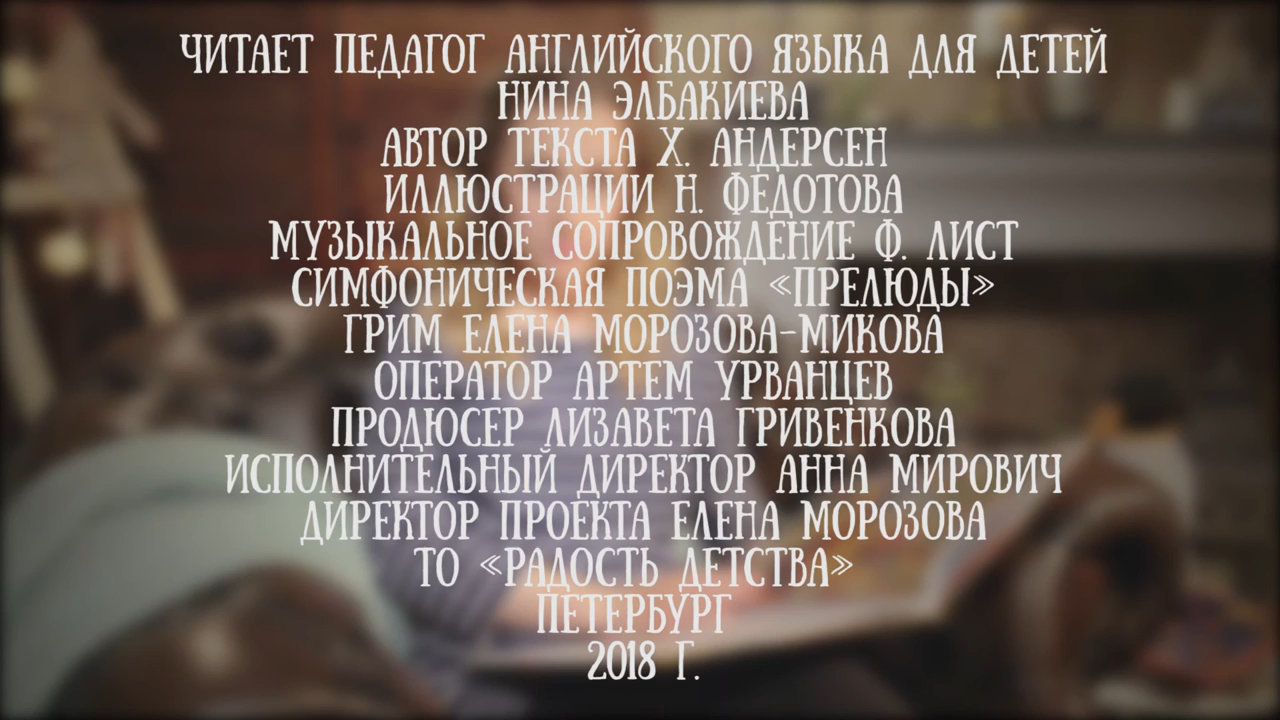 ЧИТАЕТ ПЕДАГОГ АНГЛИЙСКОГО ЯЗЫКА ДЛЯ ДЕТЕЙ
НИНА ЭЛБАКИЕВА
АВТОР ТЕКСТА Х. АНДЕРСЕН
ИЛЛЮСТРАЦИИ Н. ФЕДОТОВА
МУЗЫКАЛЬНОЕ СОПРОВОЖДЕНИЕ Ф. ЛИСТ
СИМФОНИЧЕСКАЯ ПОЭМА «ПРЕЛЮДЫ»
ГРИМ ЕЛЕНА МОРОЗОВА-МИКОВА
ОПЕРАТОР АРТЕМ УРВАНЦЕВ
ПРОДЮСЕР ЛИЗАВЕТА ГРИВЕНКОВА
ИСПОЛНИТЕЛЬНЫЙ ДИРЕКТОР АННА МИРОВИЧ
ДИРЕКТОР ПРОЕКТА ЕЛЕНА МОРОЗОВА
ТО «РАДОСТЬ ДЕТСТВА»
ПЕТЕРБУРГ
2018 Г.